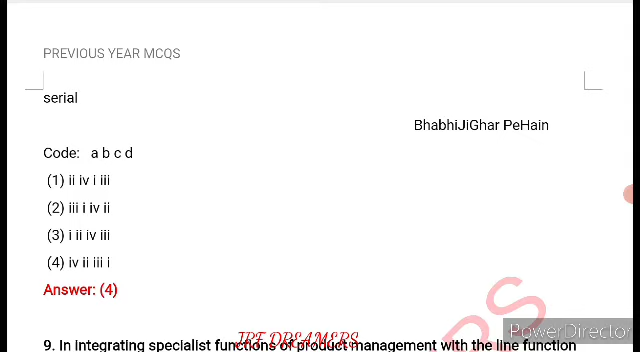 PREVIOUS YEAR MCQS
serial
BhabhiJiGhar PeHain
Code: a b c d
(1) ii iv i iii
(2) iii i iv ii
(3) i ii iv iii
(4) iv ii iii i
Answer: (4)
PowerDirector
JRF DREAMERS
9. In integrating specialist functions of product management with the line function